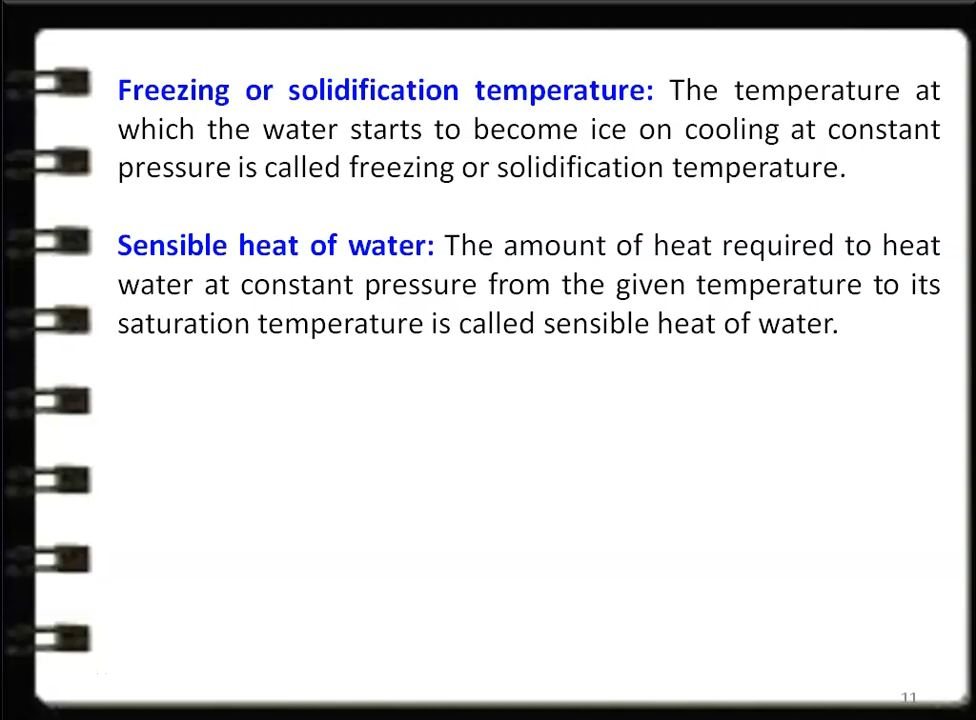 Freezing or solidification temperature: The temperature at
which the water starts to become ice on cooling at constant
pressure is called freezing or solidification temperature.
Sensible heat of water: The amount of heat required to heat
water at constant pressure from the given temperature to its
saturation temperature is called sensible heat of water.
11